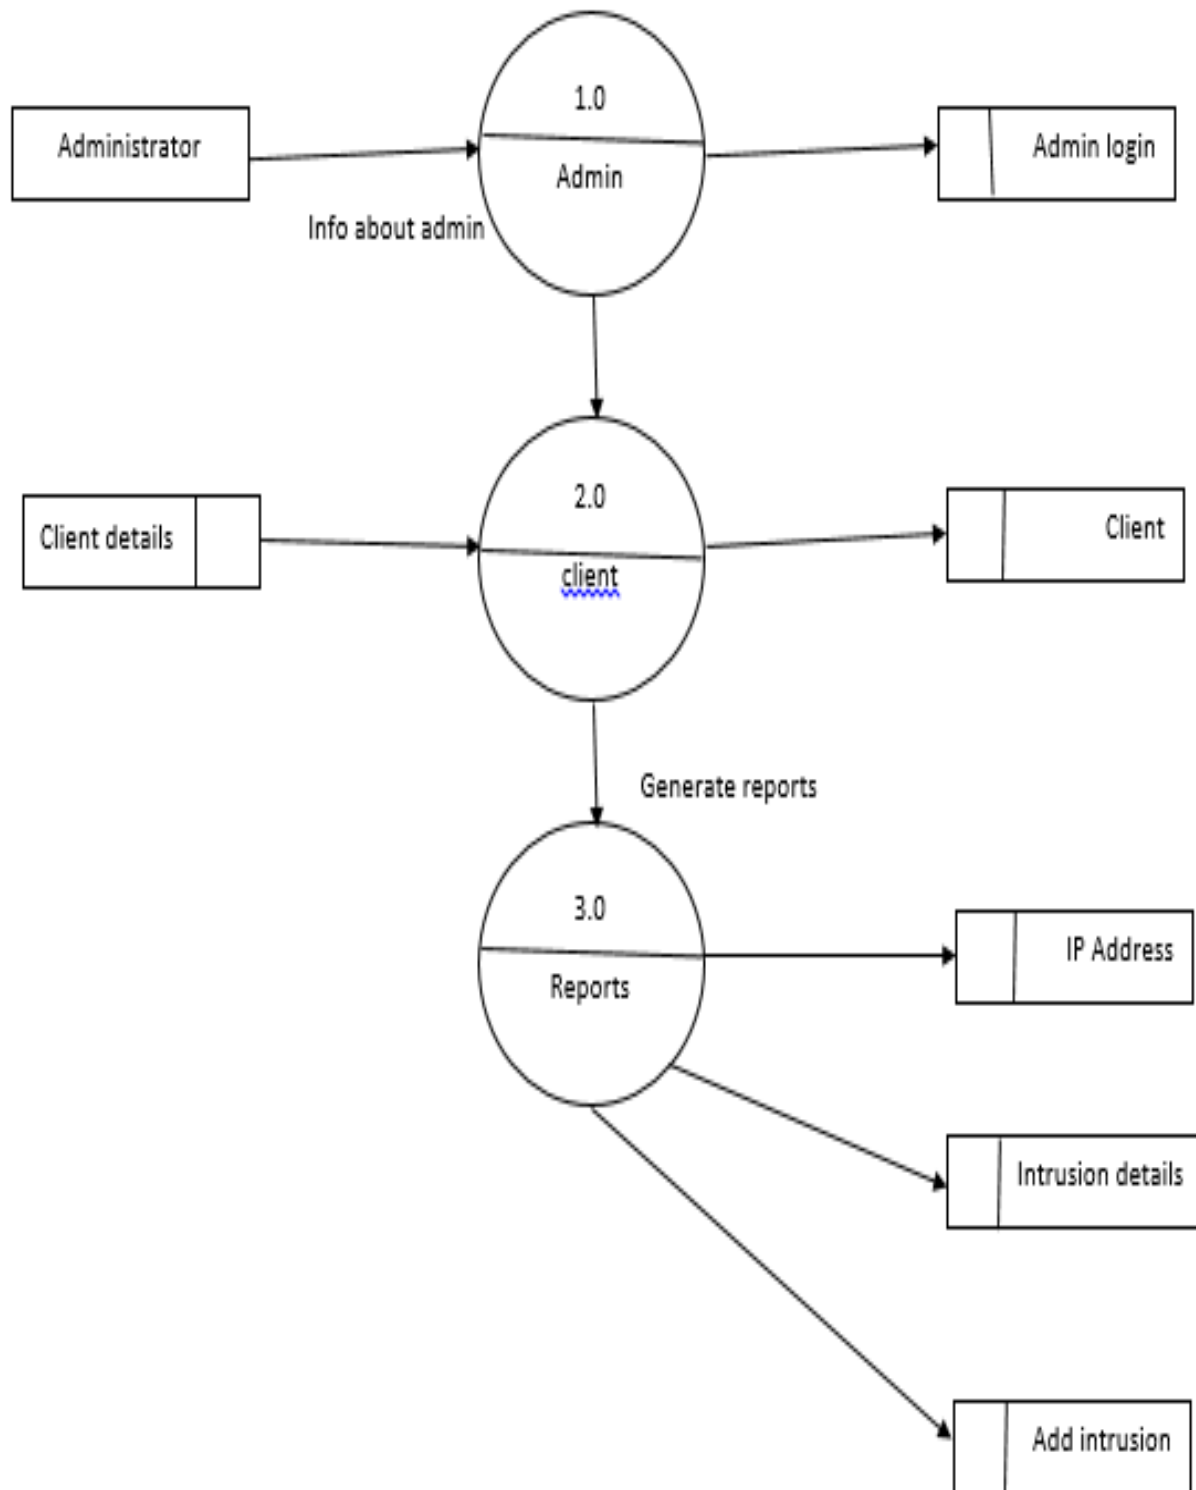 1.0
Administrator
Admin login
Admin
Info about admin
2.0
Client details
Client
client
Generate reports
3.0
IP Address
Reports
Intrusion details
Add intrusion